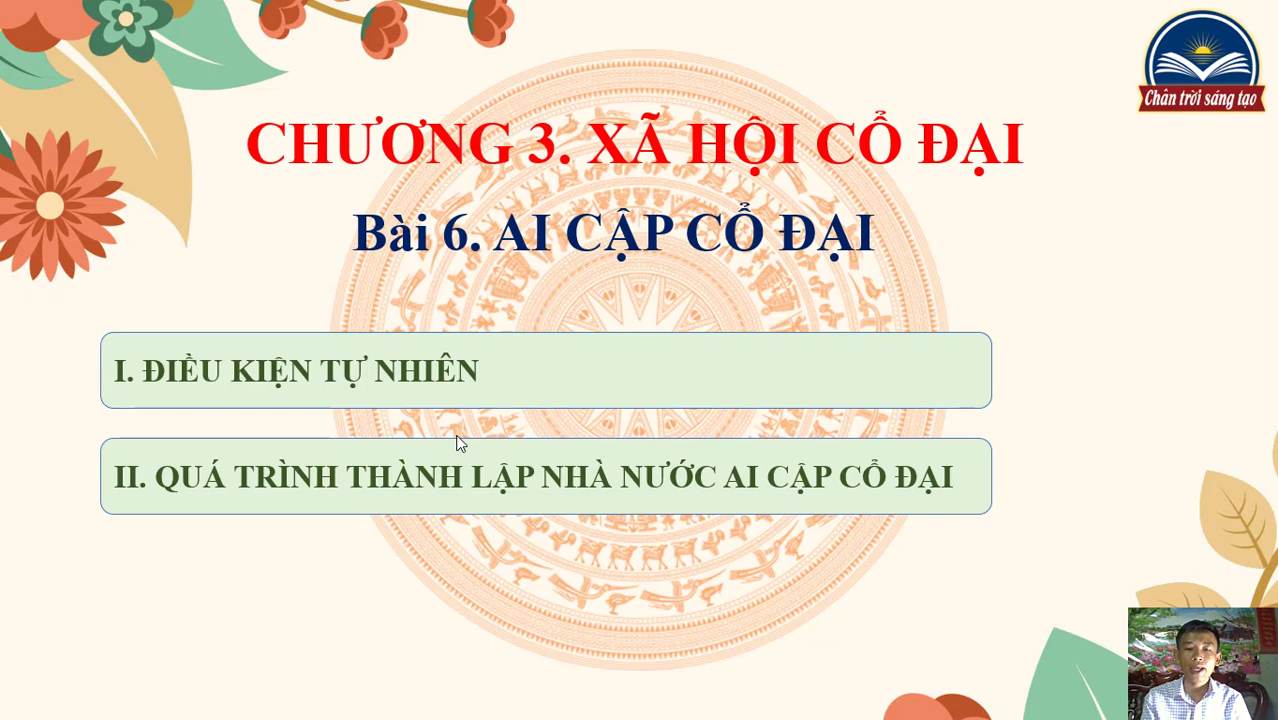 Chân trời sáng tạo
CHƯƠNG 3. XÃ HỘI CỔ ĐẠI
Bài 6. AI CẬP CỔ ĐẠI
I. ĐIỀU KIỆN TỰ NHIÊN
II. QUÁ TRÌNH THÀNH LẬP NHÀ NƯỚC AI CẬP CỔ ĐẠI